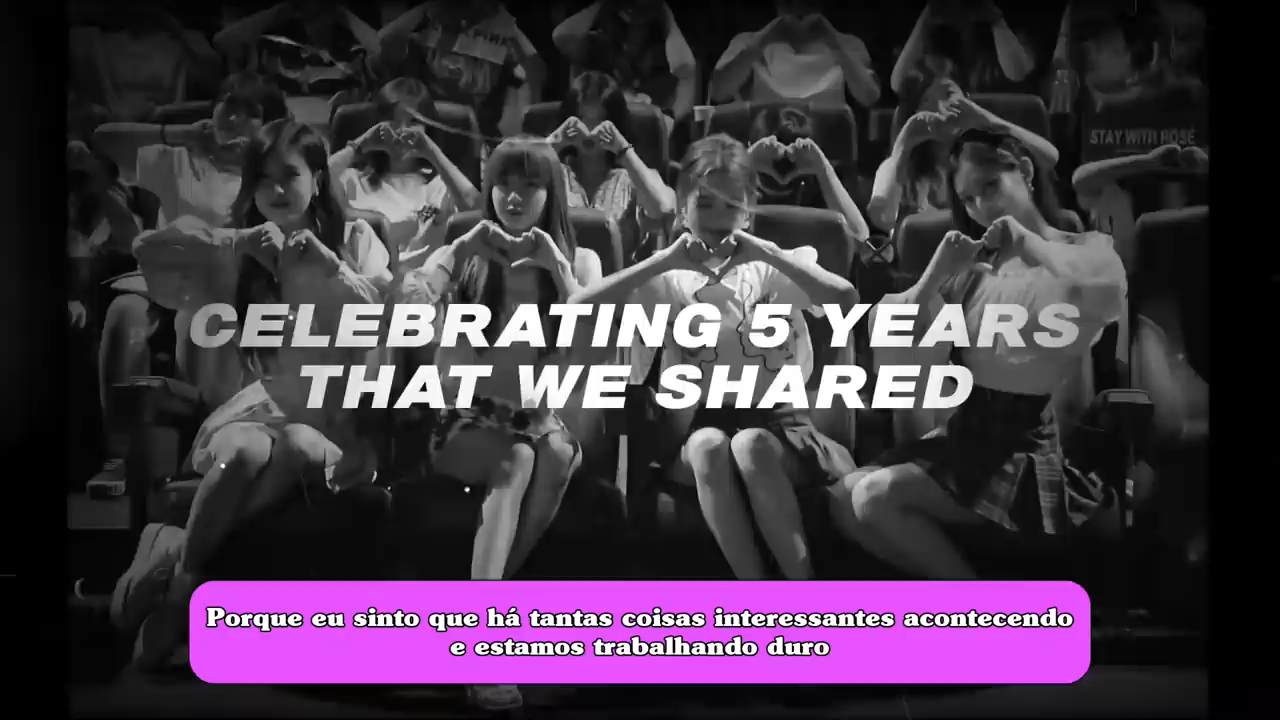 STAY WITH ROSÉ
CELEBRATING 5 YEARS
THAT WE SHARED
Porque eu sinto que há tantas coisas interessantes acontecendo
e estamos trabalhando duro